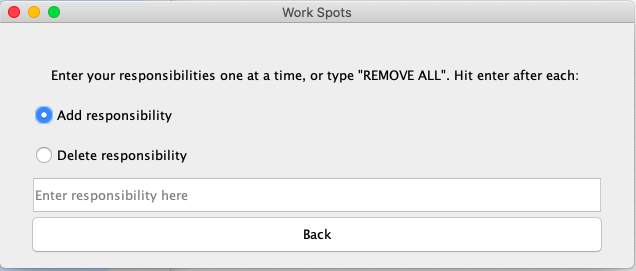 Work Spots
Enter your responsibilities one at a time, or type "REMOVE ALL". Hit enter after each:
Add responsibility
Delete responsibility
Enter responsibility here
Back